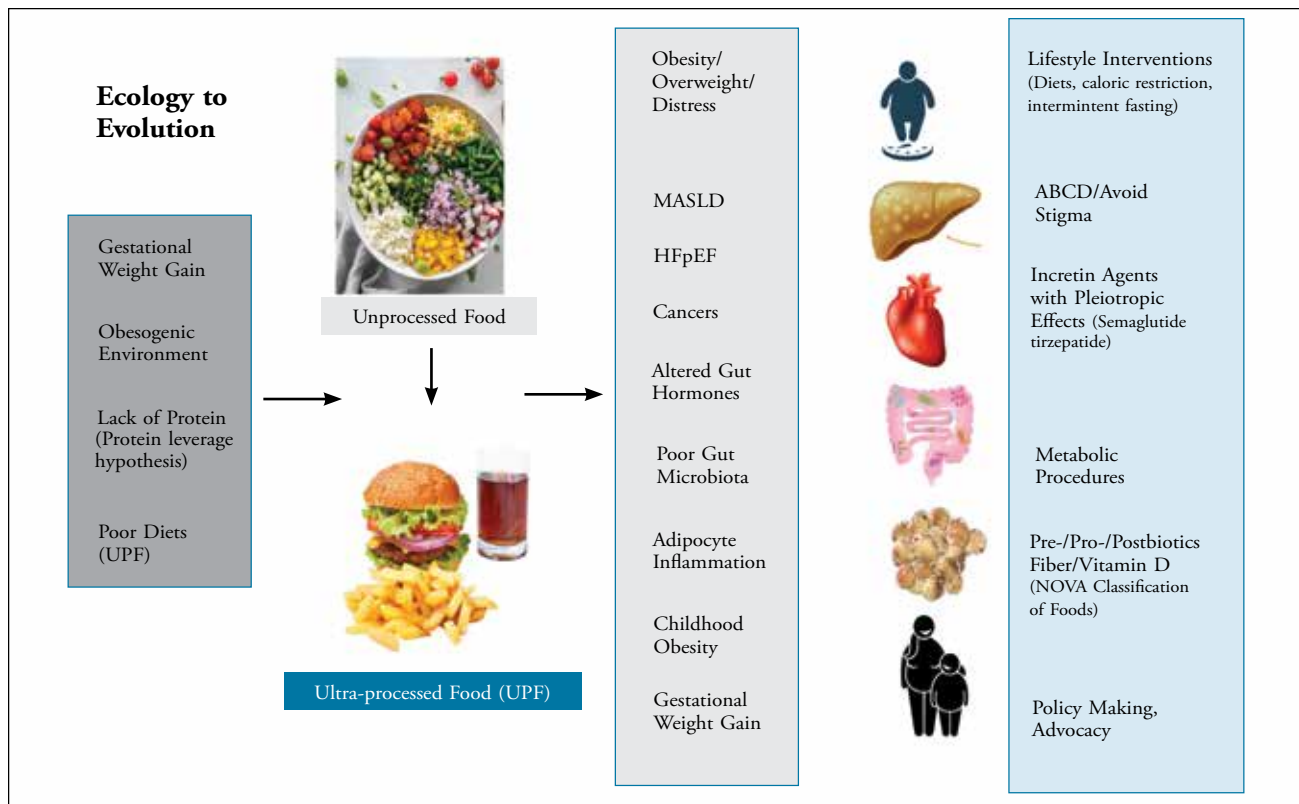 Ecology to
Evolution
Gestational
Weight Gain
Obesogenic
Environment
Lack of Protein
(Protein leverage
hypothesis)
Poor Diets
(UPF)
Unprocessed Food
Ultra-processed Food (UPF)
Obesity/
Overweight/
Distress
MASLD
HFpEF
Cancers
Altered Gut
Hormones
Poor Gut
Microbiota
Adipocyte
Inflammation
Childhood
Obesity
Gestational
Weight Gain
Lifestyle Interventions
(Diets, caloric restriction,
intermintent fasting)
ABCD/Avoid
Stigma
Incretin Agents
with Pleiotropic
Effects (Semaglutide
tirzepatide)
Metabolic
Procedures
Pre-/Pro-/Postbiotics
Fiber/Vitamin D
(NOVA Classification
of Foods)
Policy Making,
Advocacy